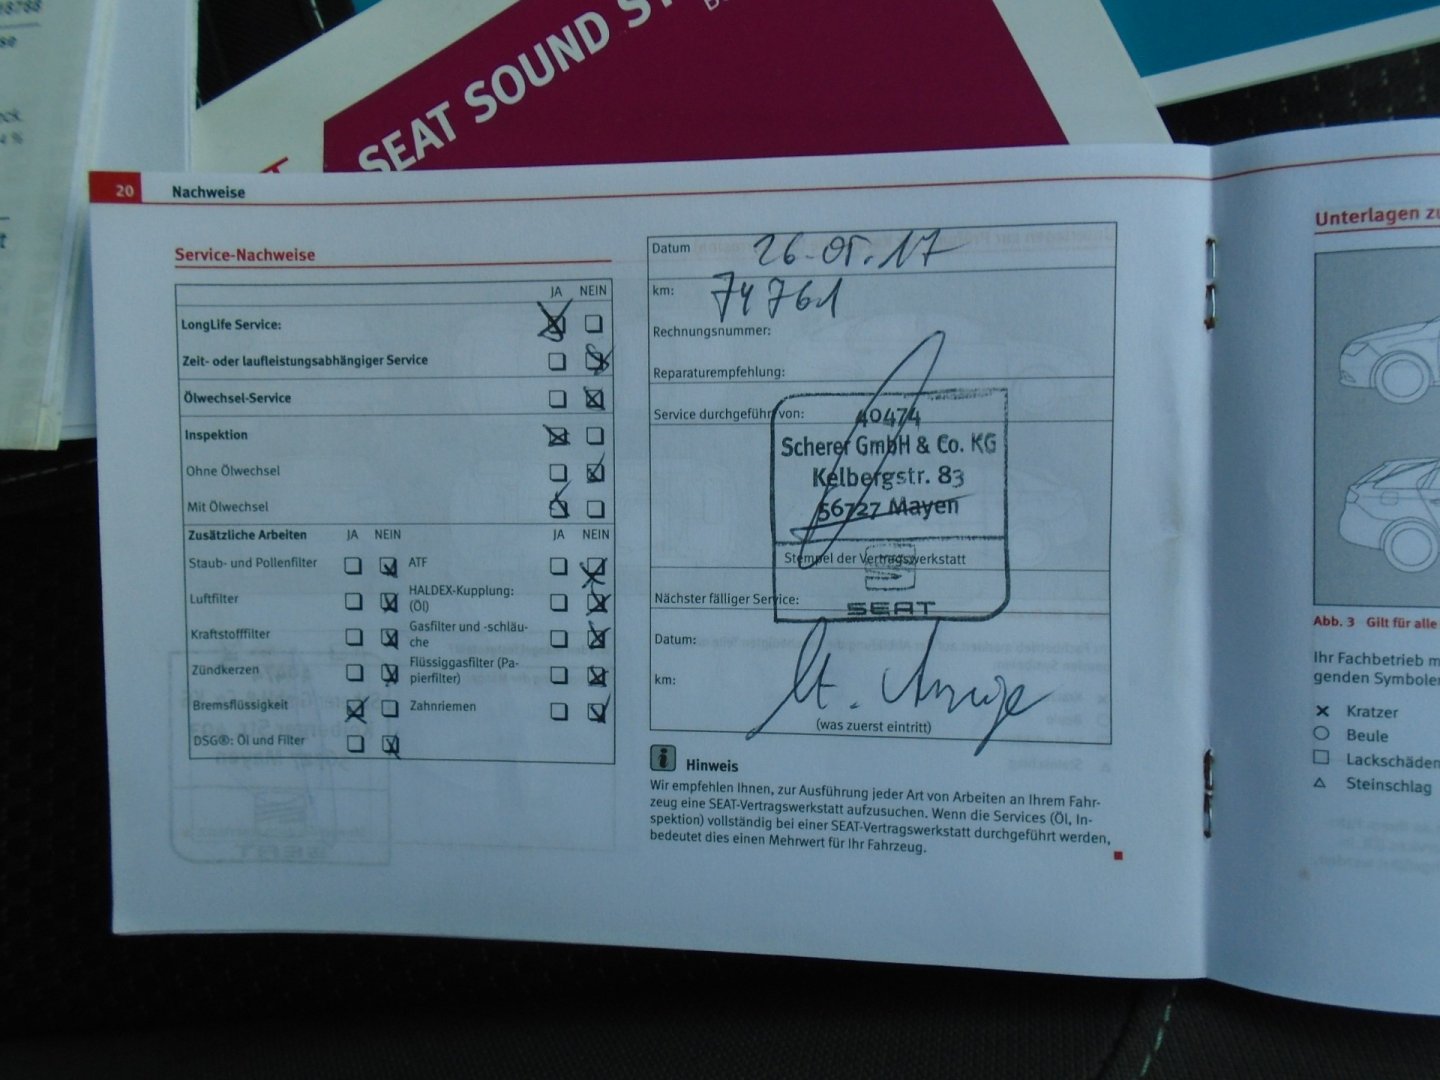 18788
SEAT SOUND ST
20 Nachweise
Service-Nachweise
JA NEIN
LongLife Service:
Zeit- oder laufleistungsabhängiger Service
Ölwechsel-Service
Inspektion
Ohne Ölwechsel
Mit Ölwechsel
Zusätzliche Arbeiten JA NEIN JA NEIN
Staub- und Pollenfilter ATF
Luftfilter HALDEX-Kupplung:
(Öl)
Kraftstofffilter Gasfilter und -schläu-
che
Zündkerzen Flüssiggasfilter (Pa-
pierfilter)
Bremsflüssigkeit Zahnriemen
DSG®: Öl und Filter
Datum 26.05.17
km: 74761
Rechnungsnummer:
Reparaturempfehlung:
Service durchgeführt von:
40474
Scherer GmbH & Co. KG
Kelbergstr. 83
56727 Mayen
Stempel der Vertragswerkstatt
SEAT
Nächster fälliger Service:
Datum:
km: lt. Anzeige
(was zuerst eintritt)
Hinweis
Wir empfehlen Ihnen, zur Ausführung jeder Art von Arbeiten an Ihrem Fahr-
zeug eine SEAT-Vertragswerkstatt aufzusuchen. Wenn die Services (Öl, In-
spektion) vollständig bei einer SEAT-Vertragswerkstatt durchgeführt werden,
bedeutet dies einen Mehrwert für Ihr Fahrzeug.
Unterlagen zu
Abb. 3 Gilt für alle
Ihr Fachbetrieb m
genden Symbolen
Kratzer
Beule
Lackschäden
Steinschlag